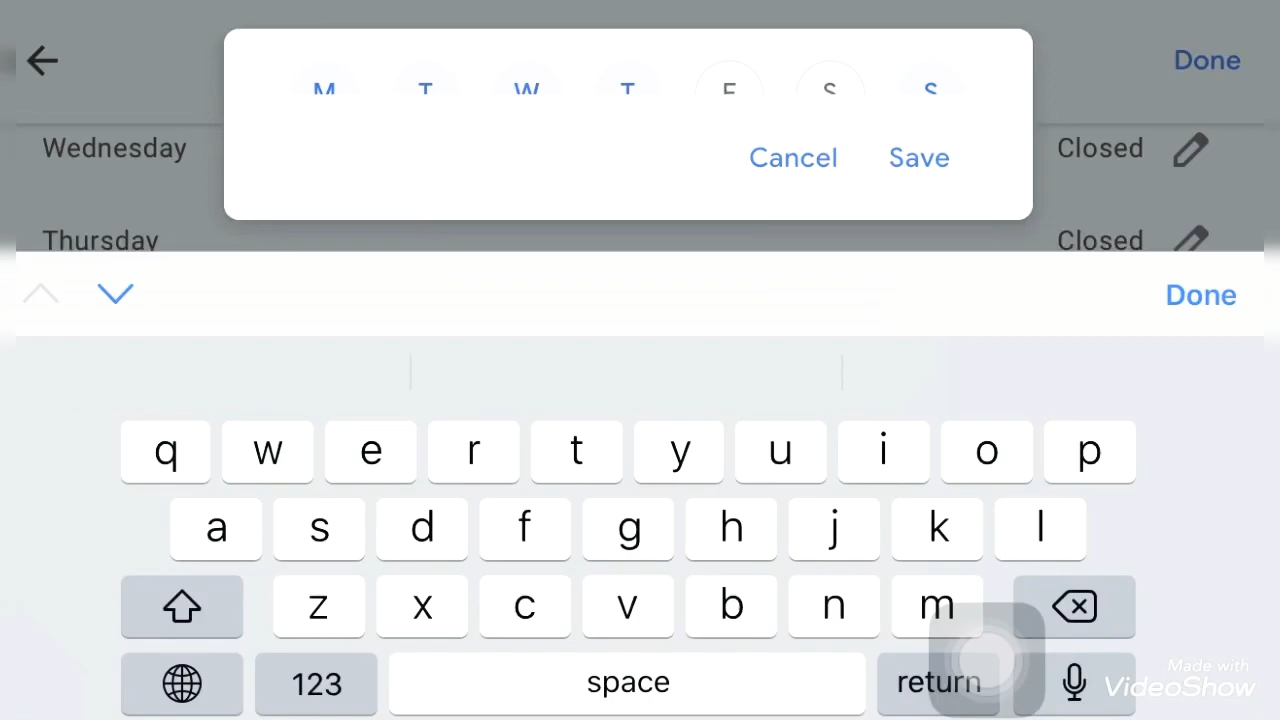 M T W T F S S
Done
Wednesday Closed
Cancel Save
Thursday Closed
Done
q w e r t y u i o p
a s d f g h j k l
z x c v b n m
123 space return
Made with
VideoShow